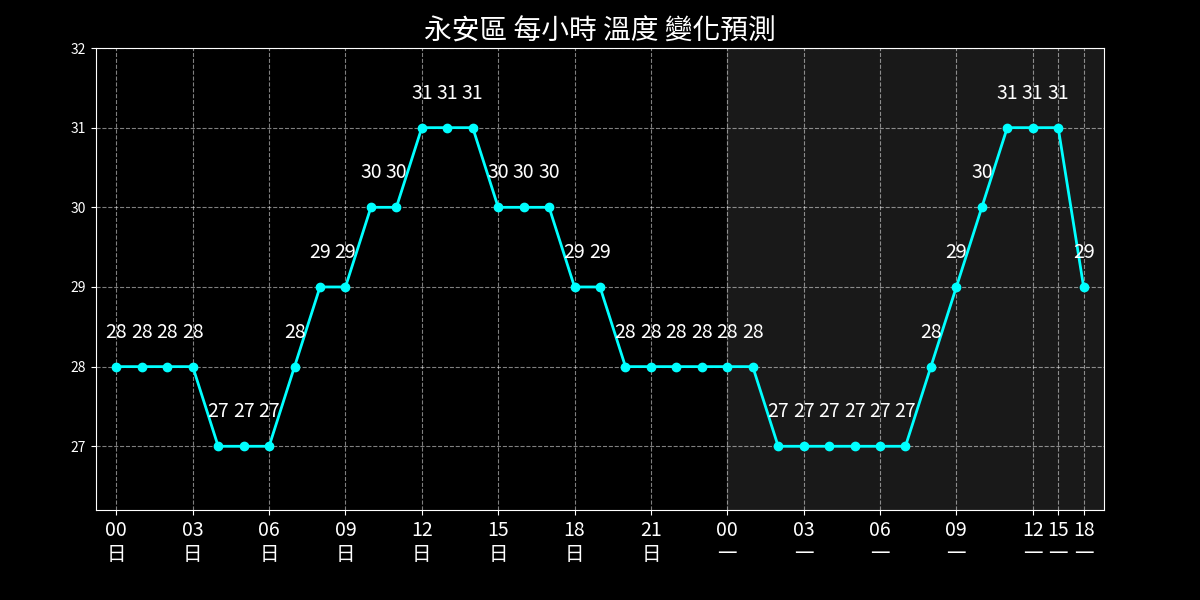 永安區 每小時 溫度 變化預測
32
31 31 31 31 31 31
31
30 30 30 30 30 30
30
29 29 29 29 29 29
29
28 28 28 28 28 28 28 28 28 28 28 28
28
27 27 27 27 27 27 27 27 27
27
00 03 06 09 12 15 18 21 00 03 06 09 12 15 18
日 日 日 日 日 日 日 日 一 一 一 一 一 一 一